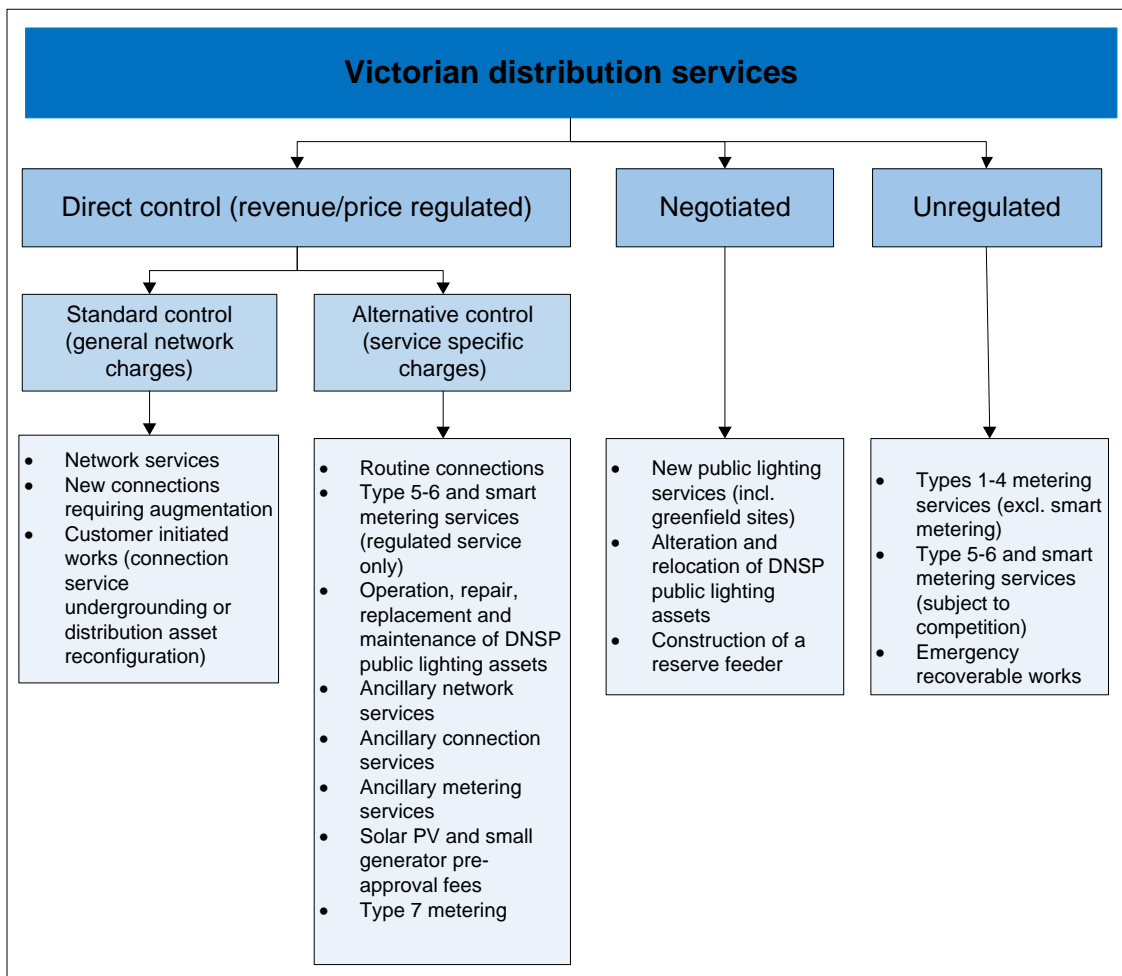 Victorian distribution services
Direct control (revenue/price regulated)
Negotiated
Unregulated
Standard control
(general network
charges)
Alternative control
(service specific
charges)
• Network services
• New connections
requiring augmentation
• Customer initiated
works (connection
service
undergrounding or
distribution asset
reconfiguration)
• Routine connections
• Type 5-6 and smart
metering services
(regulated service
only)
• Operation, repair,
replacement and
maintenance of DNSP
public lighting assets
• Ancillary network
services
• Ancillary connection
services
• Ancillary metering
services
• Solar PV and small
generator pre-
approval fees
• Type 7 metering
• New public lighting
services (incl.
greenfield sites)
• Alteration and
relocation of DNSP
public lighting
assets
• Construction of a
reserve feeder
• Types 1-4 metering
services (excl. smart
metering)
• Type 5-6 and smart
metering services
(subject to
competition)
• Emergency
recoverable works